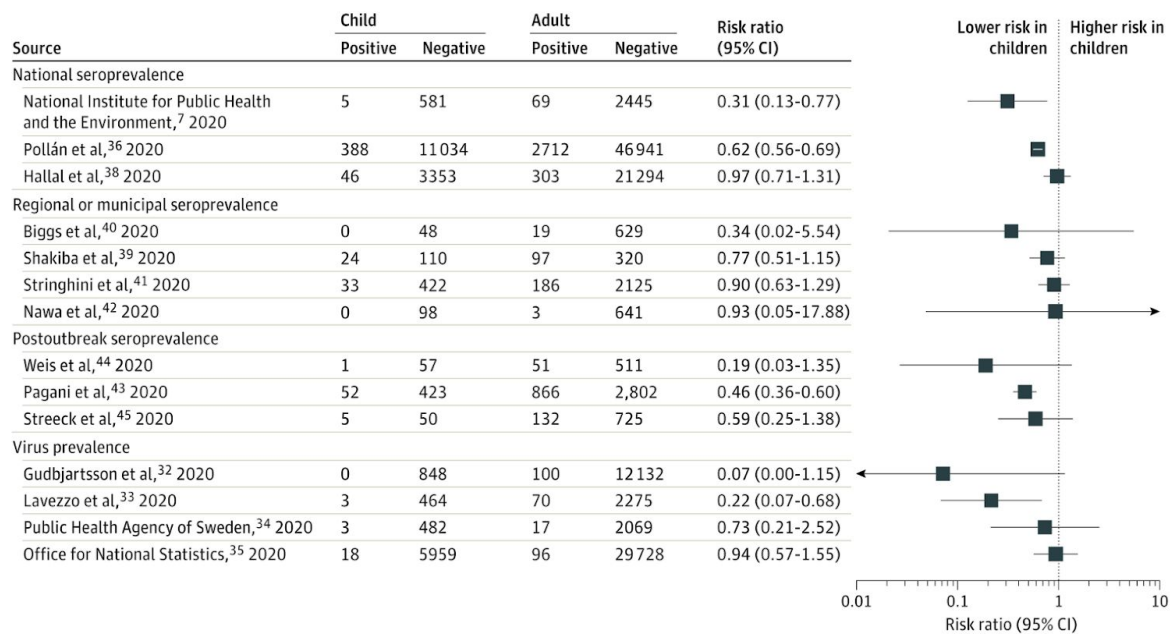 Child Adult Risk ratio Lower risk in Higher risk in
Source Positive Negative Positive Negative (95% CI) children children
National seroprevalence
National Institute for Public Health 5 581 69 2445 0.31 (0.13-0.77)
and the Environment,7 2020
Pollán et al,36 2020 388 11034 2712 46941 0.62 (0.56-0.69)
Hallal et al,38 2020 46 3353 303 21294 0.97 (0.71-1.31)
Regional or municipal seroprevalence
Biggs et al,40 2020 0 48 19 629 0.34 (0.02-5.54)
Shakiba et al,39 2020 24 110 97 320 0.77 (0.51-1.15)
Stringhini et al,41 2020 33 422 186 2125 0.90 (0.63-1.29)
Nawa et al,42 2020 0 98 3 641 0.93 (0.05-17.88)
Postoutbreak seroprevalence
Weis et al,44 2020 1 57 51 511 0.19 (0.03-1.35)
Pagani et al,43 2020 52 423 866 2,802 0.46 (0.36-0.60)
Streeck et al,45 2020 5 50 132 725 0.59 (0.25-1.38)
Virus prevalence
Gudbjartsson et al,32 2020 0 848 100 12132 0.07 (0.00-1.15)
Lavezzo et al,33 2020 3 464 70 2275 0.22 (0.07-0.68)
Public Health Agency of Sweden,34 2020 3 482 17 2069 0.73 (0.21-2.52)
Office for National Statistics,35 2020 18 5959 96 29728 0.94 (0.57-1.55)
0.01 0.1 1 10
Risk ratio (95% CI)